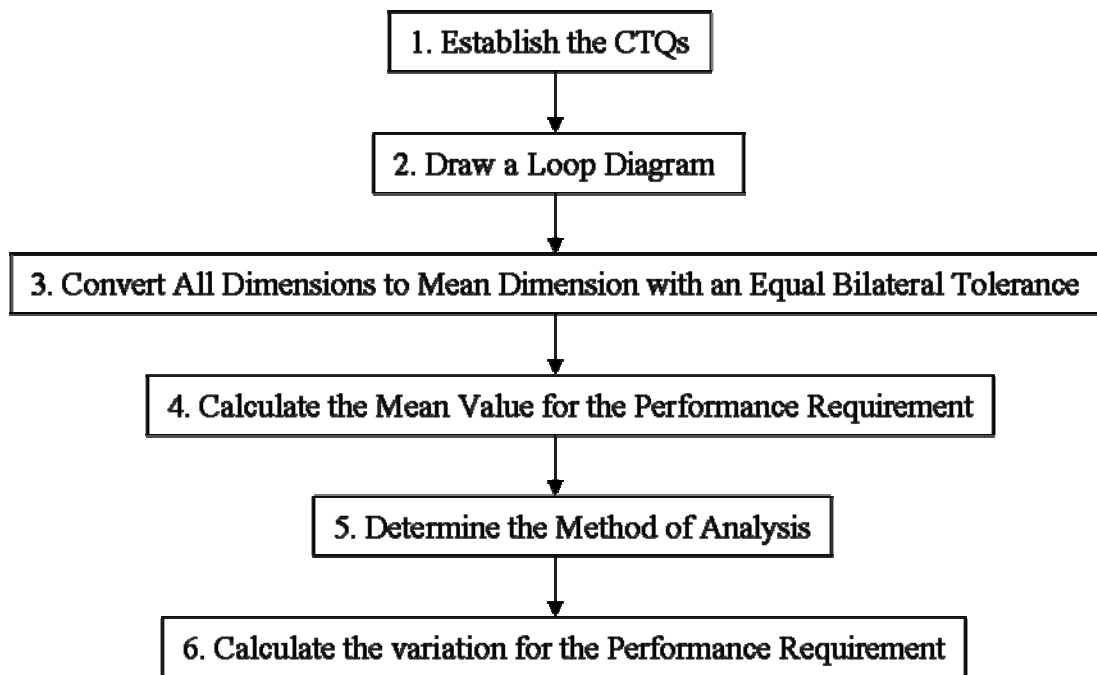 1. Establish the CTQs
2. Draw a Loop Diagram
3. Convert All Dimensions to Mean Dimension with an Equal Bilateral Tolerance
4. Calculate the Mean Value for the Performance Requirement
5. Determine the Method of Analysis
6. Calculate the variation for the Performance Requirement